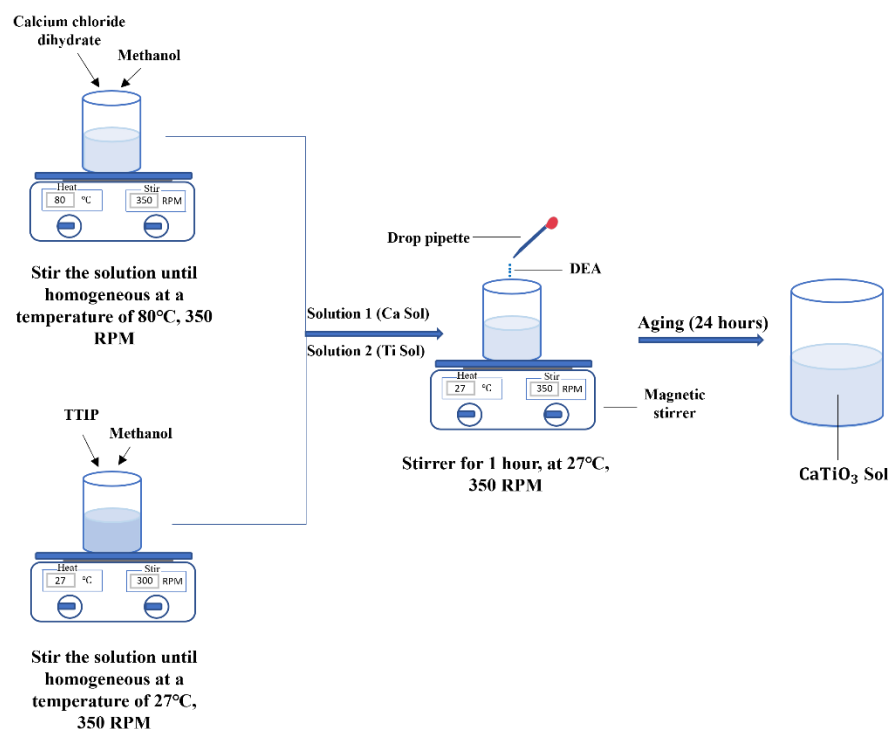 Calcium chloride
dihydrate
Methanol
Heat
Stir
80 °C
350 RPM
Stir the solution until
homogeneous at a
temperature of 80℃, 350
RPM
TTIP
Methanol
Heat
Stir
27 °C
300 RPM
Stir the solution until
homogeneous at a
temperature of 27℃,
350 RPM
Solution 1 (Ca Sol)
Solution 2 (Ti Sol)
Drop pipette
DEA
Heat
Stir
27 °C
350 RPM
Magnetic
stirrer
Stirrer for 1 hour, at 27℃,
350 RPM
Aging (24 hours)
CaTiO₃ Sol